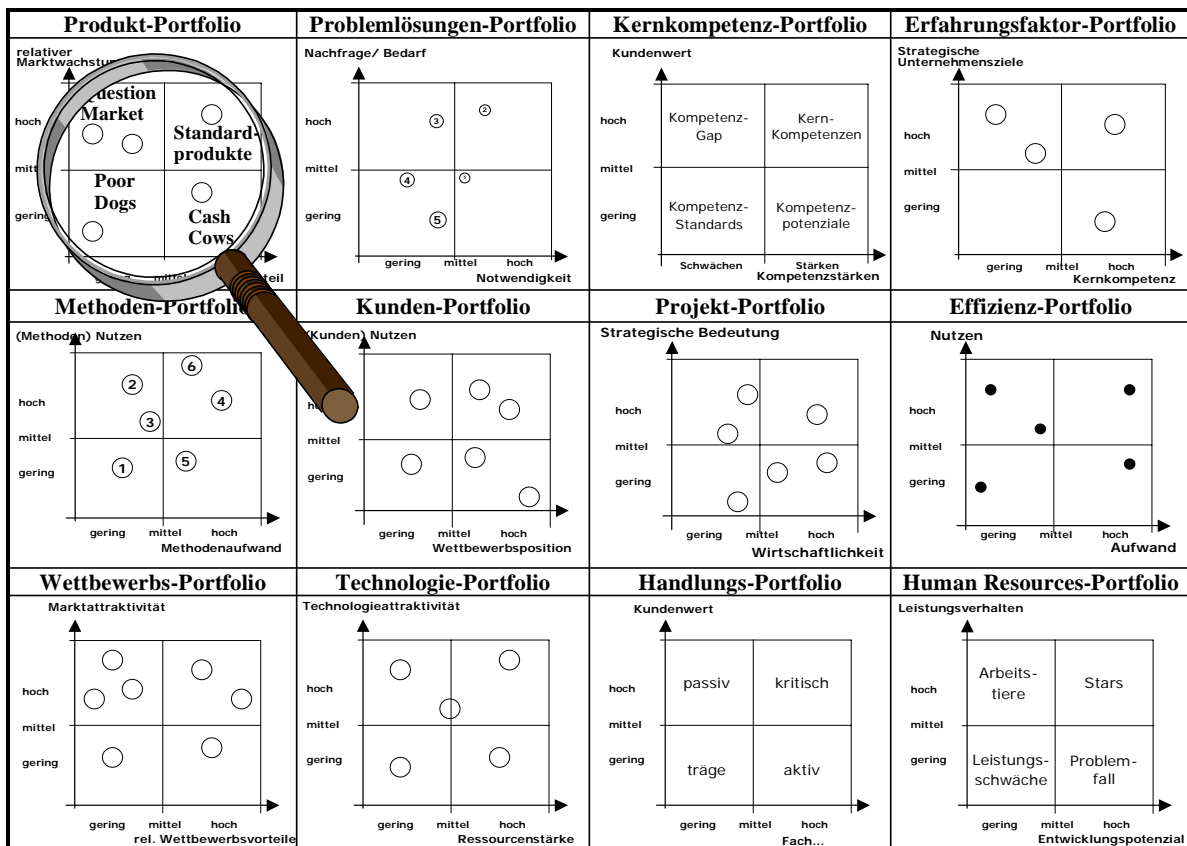 Produkt-Portfolio
relativer
Marktwachstu
hoch
mitt
gering
Question
Market
Standard-
produkte
Poor
Dogs
Cash
Cows
mittel
teil
Problemlösungen-Portfolio
Nachfrage/ Bedarf
hoch
mittel
gering
2
3
4
1
5
gering mittel hoch
Notwendigkeit
Kernkompetenz-Portfolio
Kundenwert
hoch
mittel
gering
Kompetenz-
Gap
Kern-
Kompetenzen
Kompetenz-
Standards
Kompetenz-
potenziale
Schwächen Stärken
Kompetenzstärken
Erfahrungsfaktor-Portfolio
Strategische
Unternehmensziele
hoch
mittel
gering
gering mittel hoch
Kernkompetenz
Methoden-Portfolio
(Methoden) Nutzen
hoch
mittel
gering
6
2
4
3
1
5
gering mittel hoch
Methodenaufwand
Kunden-Portfolio
(Kunden) Nutzen
mittel
gering
gering mittel hoch
Wettbewerbsposition
Projekt-Portfolio
Strategische Bedeutung
hoch
mittel
gering
gering mittel hoch
Wirtschaftlichkeit
Effizienz-Portfolio
Nutzen
hoch
mittel
gering
gering mittel hoch
Aufwand
Wettbewerbs-Portfolio
Marktattraktivität
hoch
mittel
gering
gering mittel hoch
rel. Wettbewerbsvorteile
Technologie-Portfolio
Technologieattraktivität
hoch
mittel
gering
gering mittel hoch
Ressourcenstärke
Handlungs-Portfolio
Kundenwert
hoch
mittel
gering
passiv
kritisch
träge
aktiv
gering mittel hoch
Fach...
Human Resources-Portfolio
Leistungsverhalten
hoch
mittel
gering
Arbeits-
tiere
Stars
Leistungs-
schwäche
Problem-
fall
gering mittel hoch
Entwicklungspotenzial